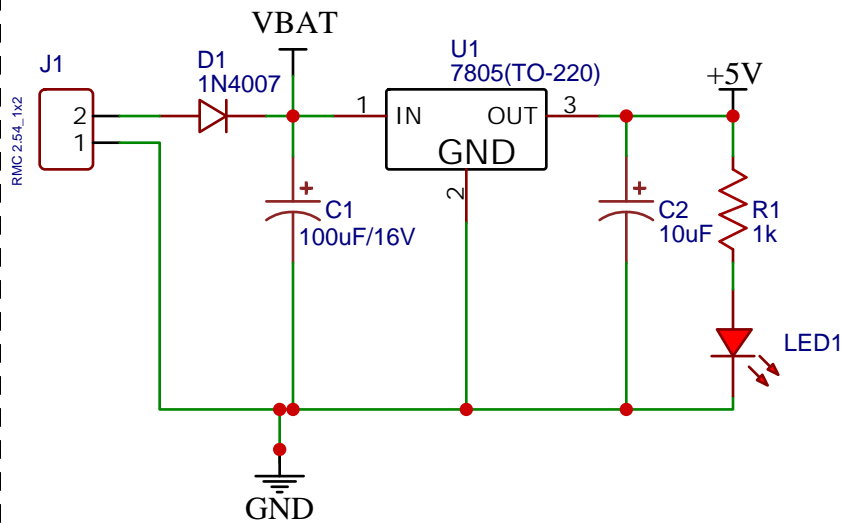 VBAT
J1
D1
1N4007
U1
7805(TO-220)
+5V
RMC 2.54_1x2
2
1
1
IN
OUT
3
GND
2
+
C1
100uF/16V
+
C2
10uF
R1
1k
LED1
GND